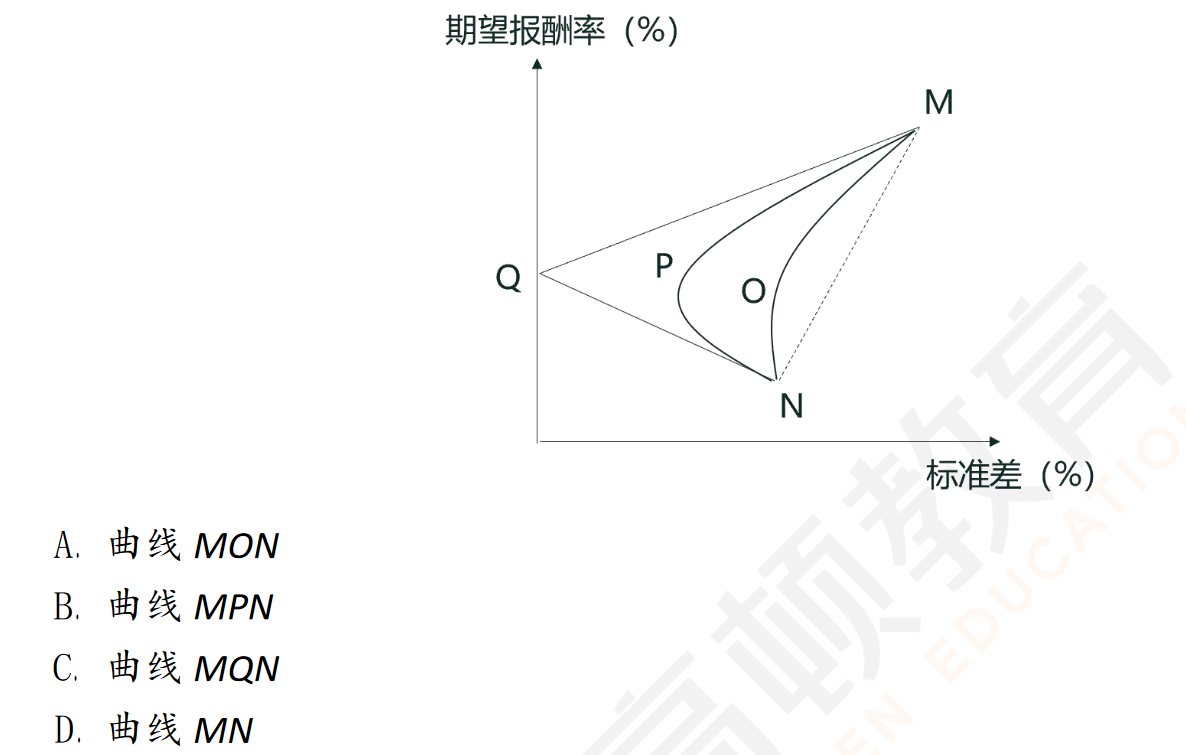 期望报酬率（%）
M
Q
P
O
N
标准差（%）
A. 曲线 MON
B. 曲线 MPN
C. 曲线 MQN
D. 曲线 MN
高顿教育
EN EDUCATION